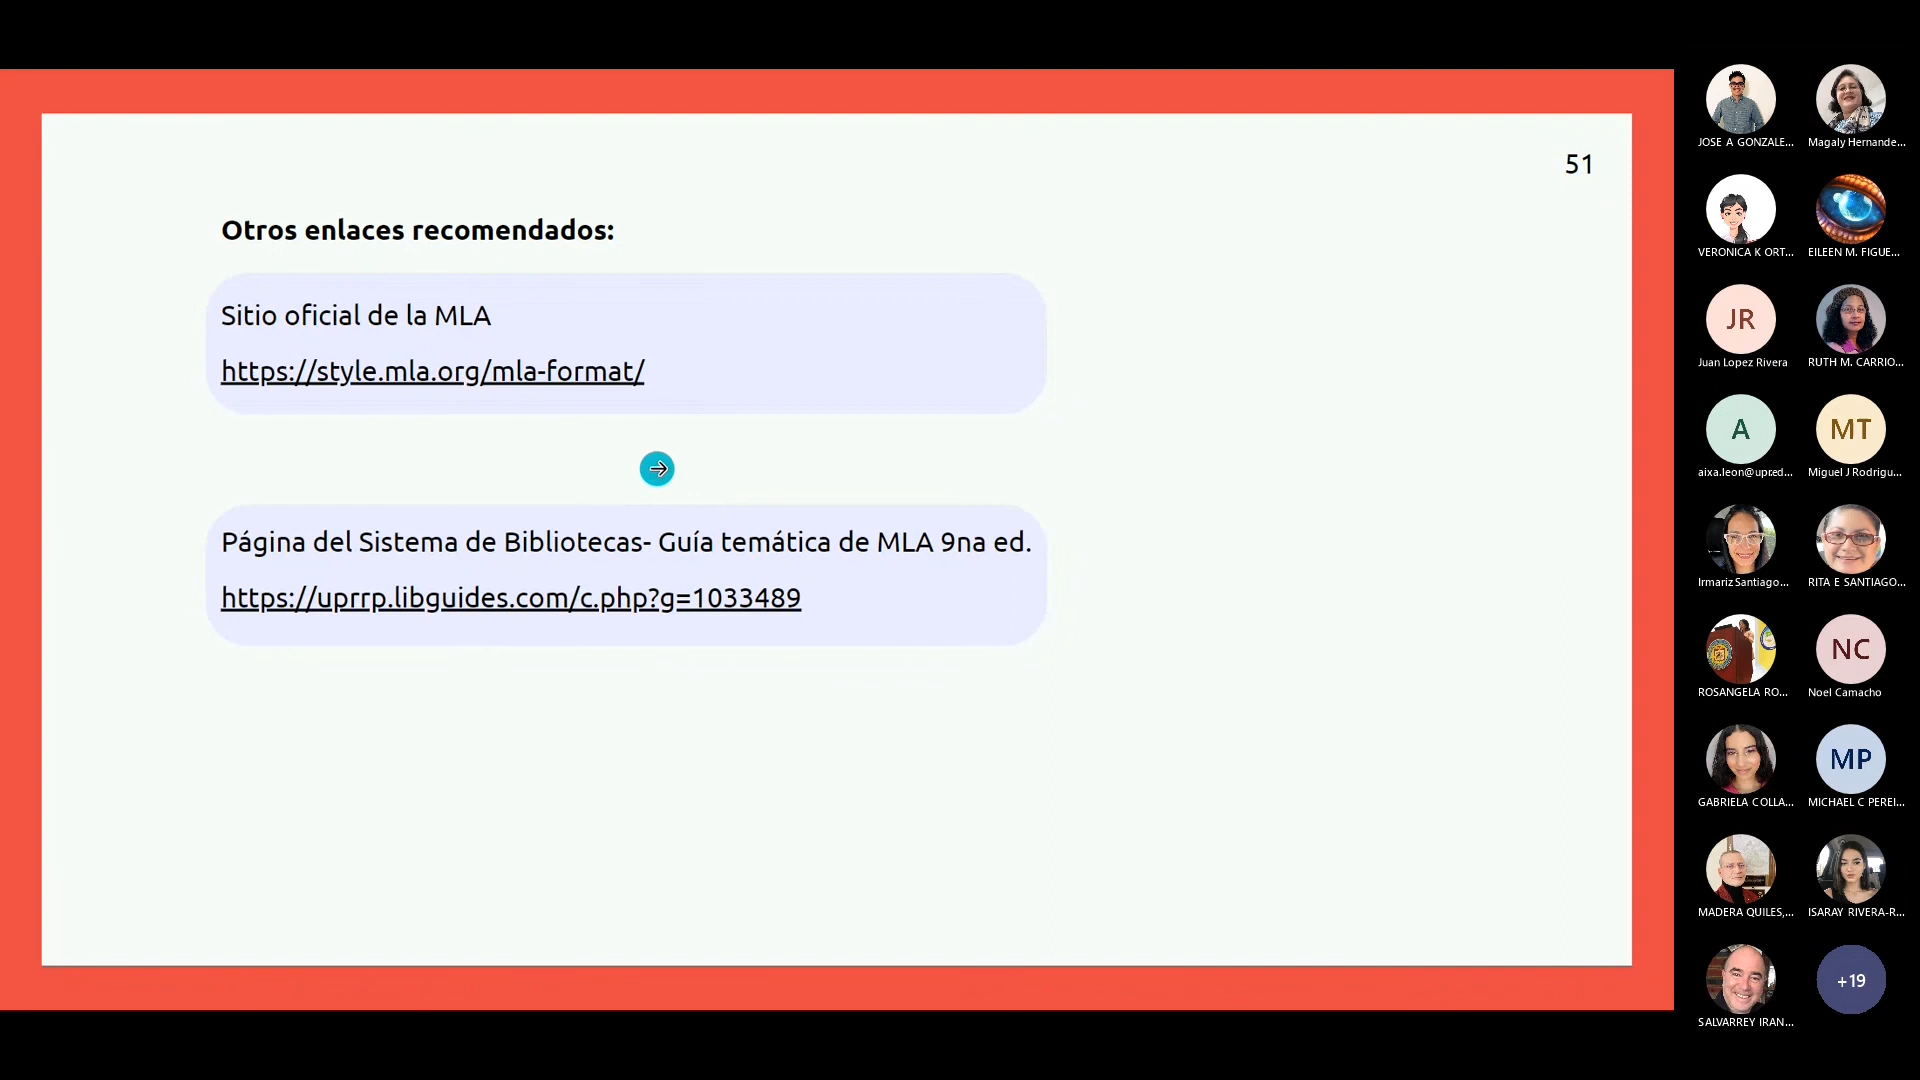 51
Otros enlaces recomendados:
Sitio oficial de la MLA
https://style.mla.org/mla-format/
Página del Sistema de Bibliotecas- Guía temática de MLA 9na ed.
https://uprrp.libguides.com/c.php?g=1033489
JOSE A GONZALE...
Magaly Hernande...
VERONICA K ORT...
EILEEN M. FIGUE...
JR
Juan Lopez Rivera
RUTH M. CARRIO...
A
aixa.leon@upr.ed...
MT
Miguel J Rodrigu...
Irmariz Santiago...
RITA E SANTIAGO...
ROSANGELA RO...
NC
Noel Camacho
GABRIELA COLLA...
MP
MICHAEL C PEREI...
MADERA QUILES,...
ISARAY RIVERA-R...
SALVARREY IRAN...
+19